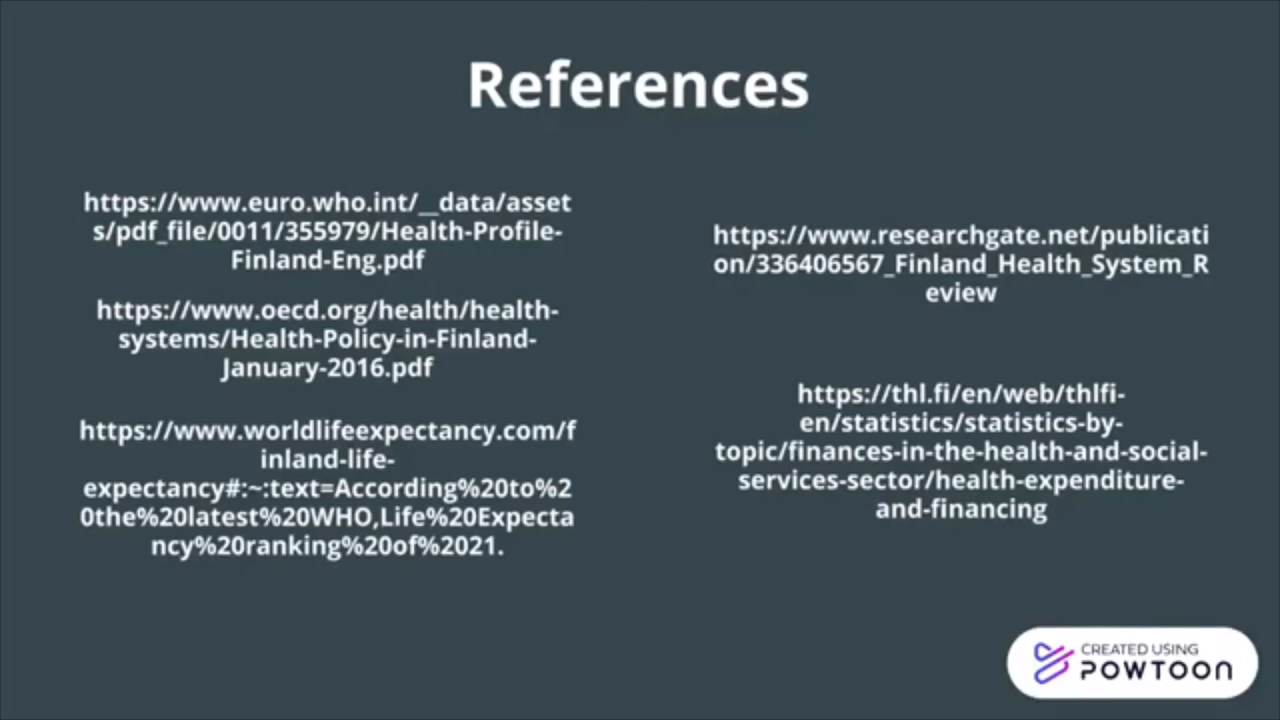 References
https://www.euro.who.int/__data/asset
s/pdf_file/0011/355979/Health-Profile-
Finland-Eng.pdf
https://www.oecd.org/health/health-
systems/Health-Policy-in-Finland-
January-2016.pdf
https://www.worldlifeexpectancy.com/f
inland-life-
expectancy#:~:text=According%20to%2
0the%20latest%20WHO,Life%20Expecta
ncy%20ranking%20of%2021.
https://www.researchgate.net/publicati
on/336406567_Finland_Health_System_R
eview
https://thl.fi/en/web/thlfi-
en/statistics/statistics-by-
topic/finances-in-the-health-and-social-
services-sector/health-expenditure-
and-financing
CREATED USING
POWTOON